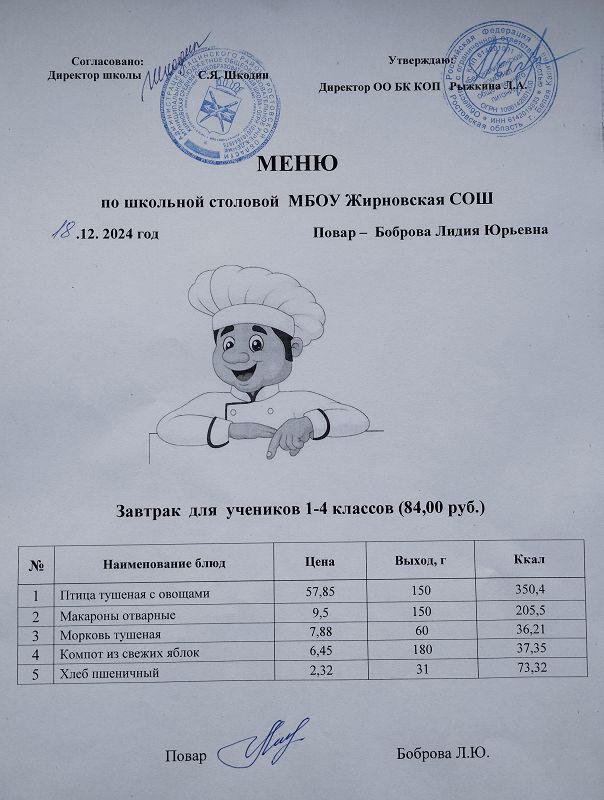 Согласовано: Утверждаю:
Директор школы С.Я. Шкодин
Директор ОО БК КОП Рыжкина Л.А.
МЕНЮ
по школьной столовой МБОУ Жирновская СОШ
18.12. 2024 год Повар – Боброва Лидия Юрьевна
Завтрак для учеников 1-4 классов (84,00 руб.)
№ Наименование блюд Цена Выход, г Ккал
1 Птица тушеная с овощами 57,85 150 350,4
2 Макароны отварные 9,5 150 205,5
3 Морковь тушеная 7,88 60 36,21
4 Компот из свежих яблок 6,45 180 37,35
5 Хлеб пшеничный 2,32 31 73,32
Повар Боброва Л.Ю.